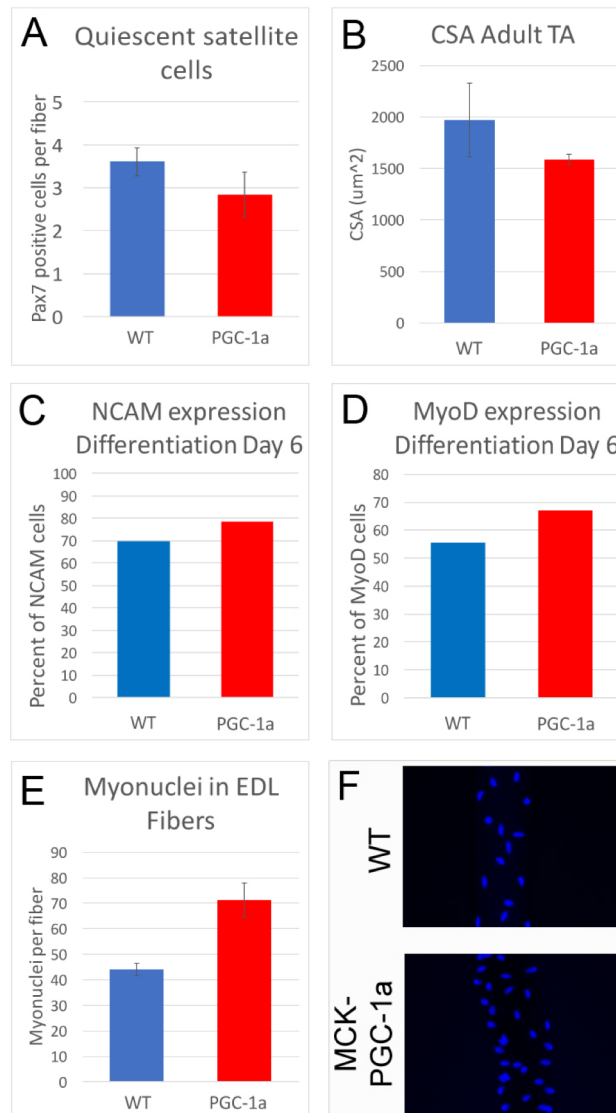 A
Quiescent satellite
cells
Pax7 positive cells per fiber
5
4
3
2
1
0
WT
PGC-1a
B
CSA Adult TA
CSA (um^2)
2500
2000
1500
1000
500
0
WT
PGC-1a
C
NCAM expression
Differentiation Day 6
Percent of NCAM cells
100
90
80
70
60
50
40
30
20
10
0
WT
PGC-1a
D
MyoD expression
Differentiation Day 6
Percent of MyoD cells
80
70
60
50
40
30
20
10
0
WT
PGC-1a
E
Myonuclei in EDL
Fibers
Myonuclei per fiber
90
80
70
60
50
40
30
20
10
0
WT
PGC-1a
F
WT
MCK-
PGC-1a